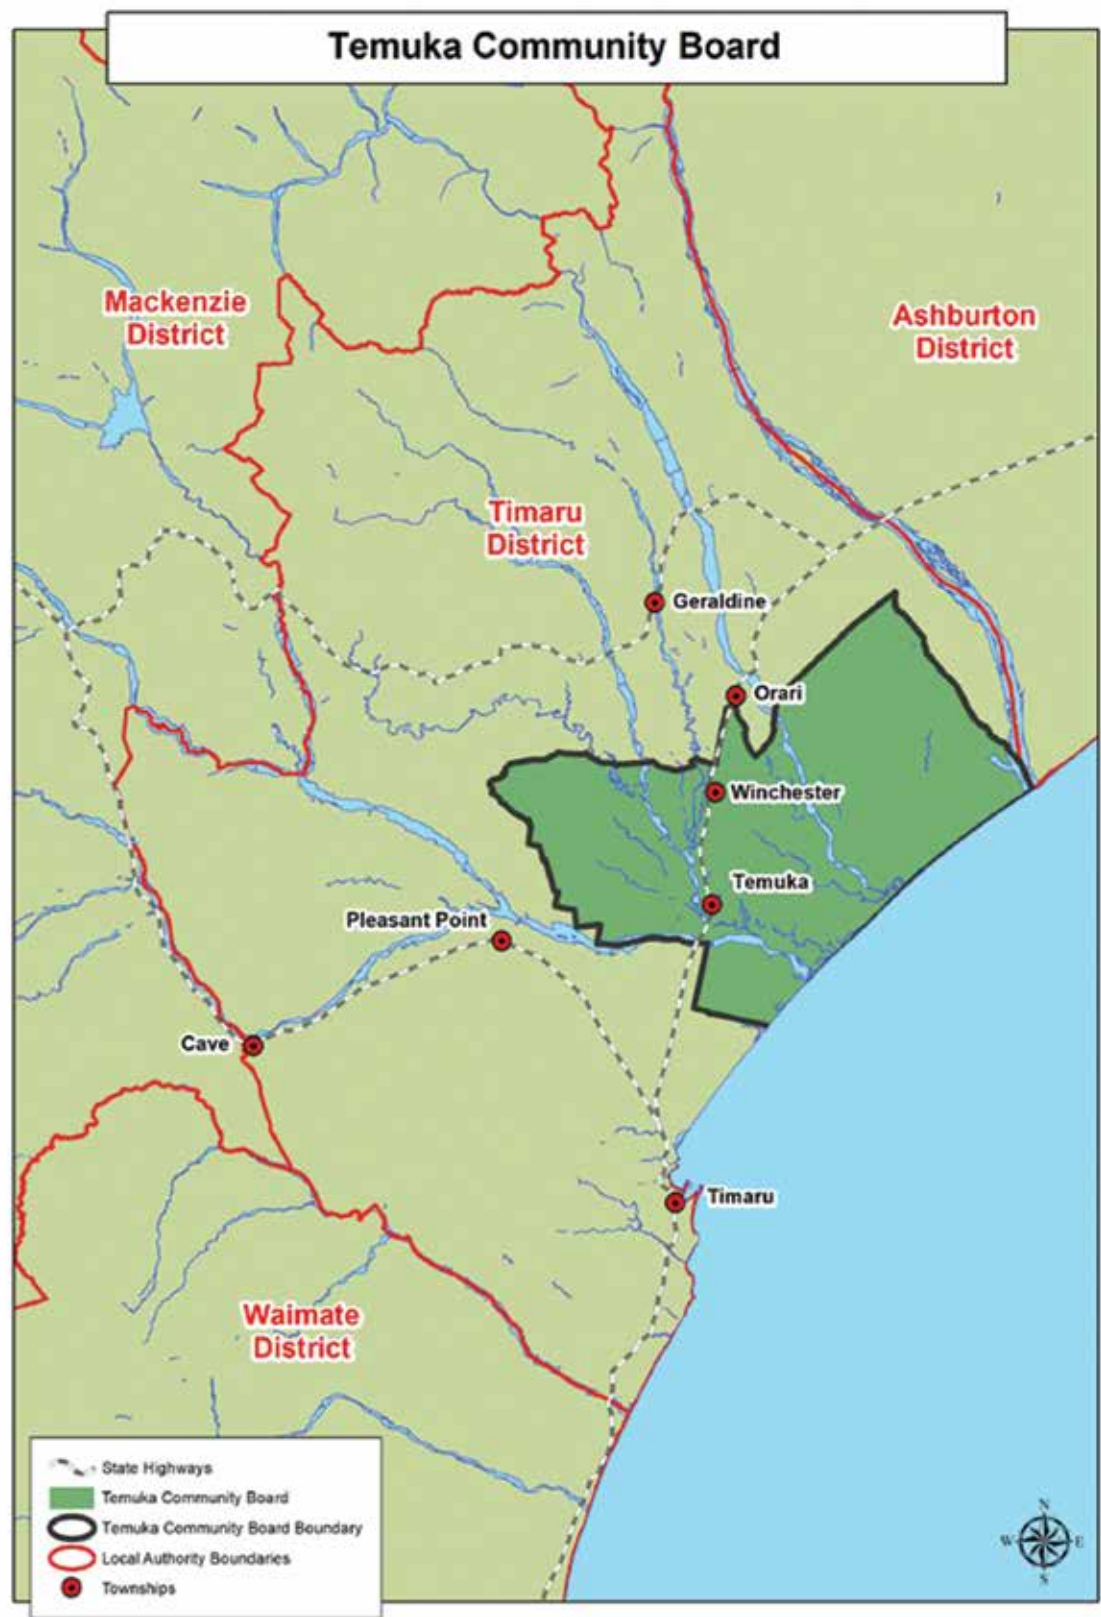 Temuka Community Board
Mackenzie
District
Ashburton
District
Timaru
District
Geraldine
Orari
Winchester
Temuka
Pleasant Point
Cave
Timaru
Waimate
District
State Highways
Temuka Community Board
Temuka Community Board Boundary
Local Authority Boundaries
Townships
N
W
E
S